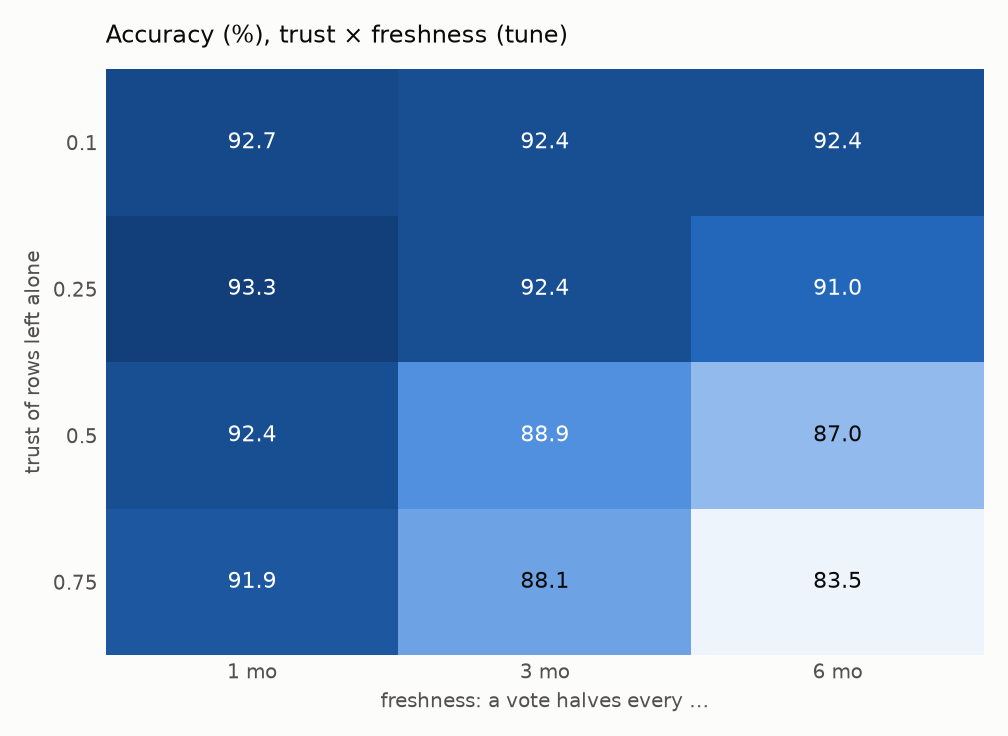 Accuracy (%), trust × freshness (tune)
trust of rows left alone
0.1 92.7 92.4 92.4
0.25 93.3 92.4 91.0
0.5 92.4 88.9 87.0
0.75 91.9 88.1 83.5
1 mo 3 mo 6 mo
freshness: a vote halves every …